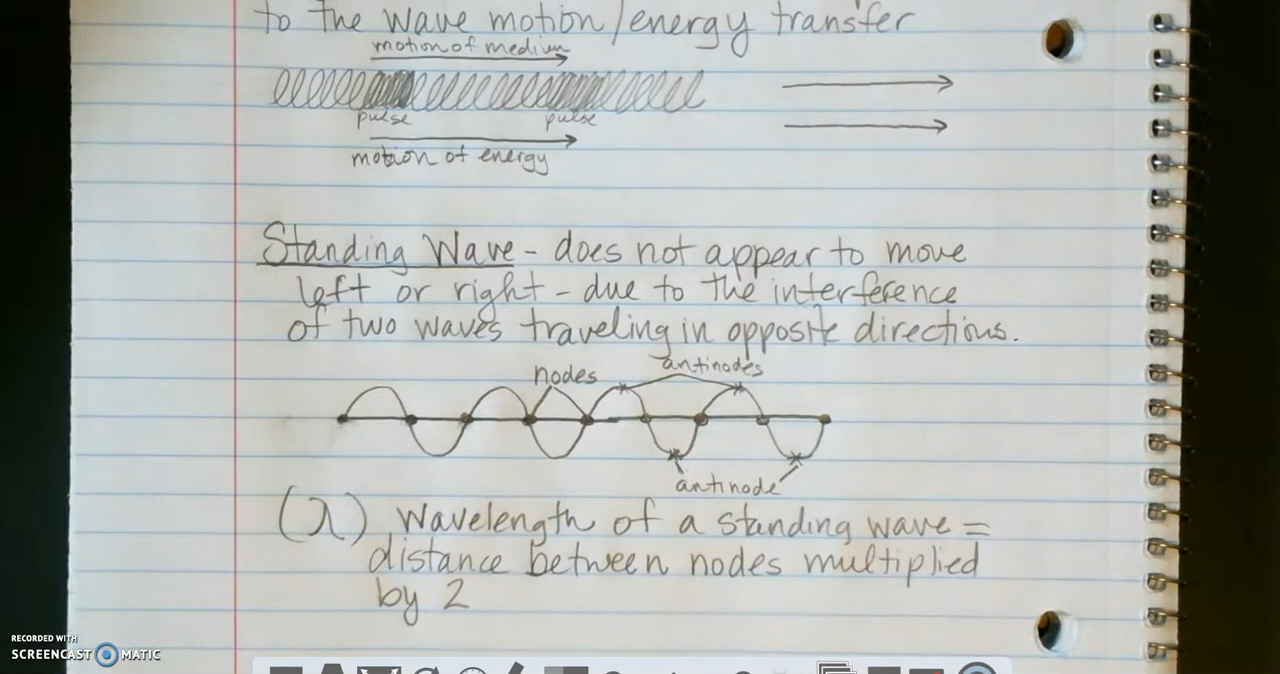 to the wave motion/energy transfer
motion of medium
pulse pulse
motion of energy
Standing Wave - does not appear to move
left or right - due to the interference
of two waves traveling in opposite directions.
nodes antinodes
antinode
(λ) Wavelength of a standing wave =
distance between nodes multiplied
by 2
RECORDED WITH
SCREENCAST MATIC